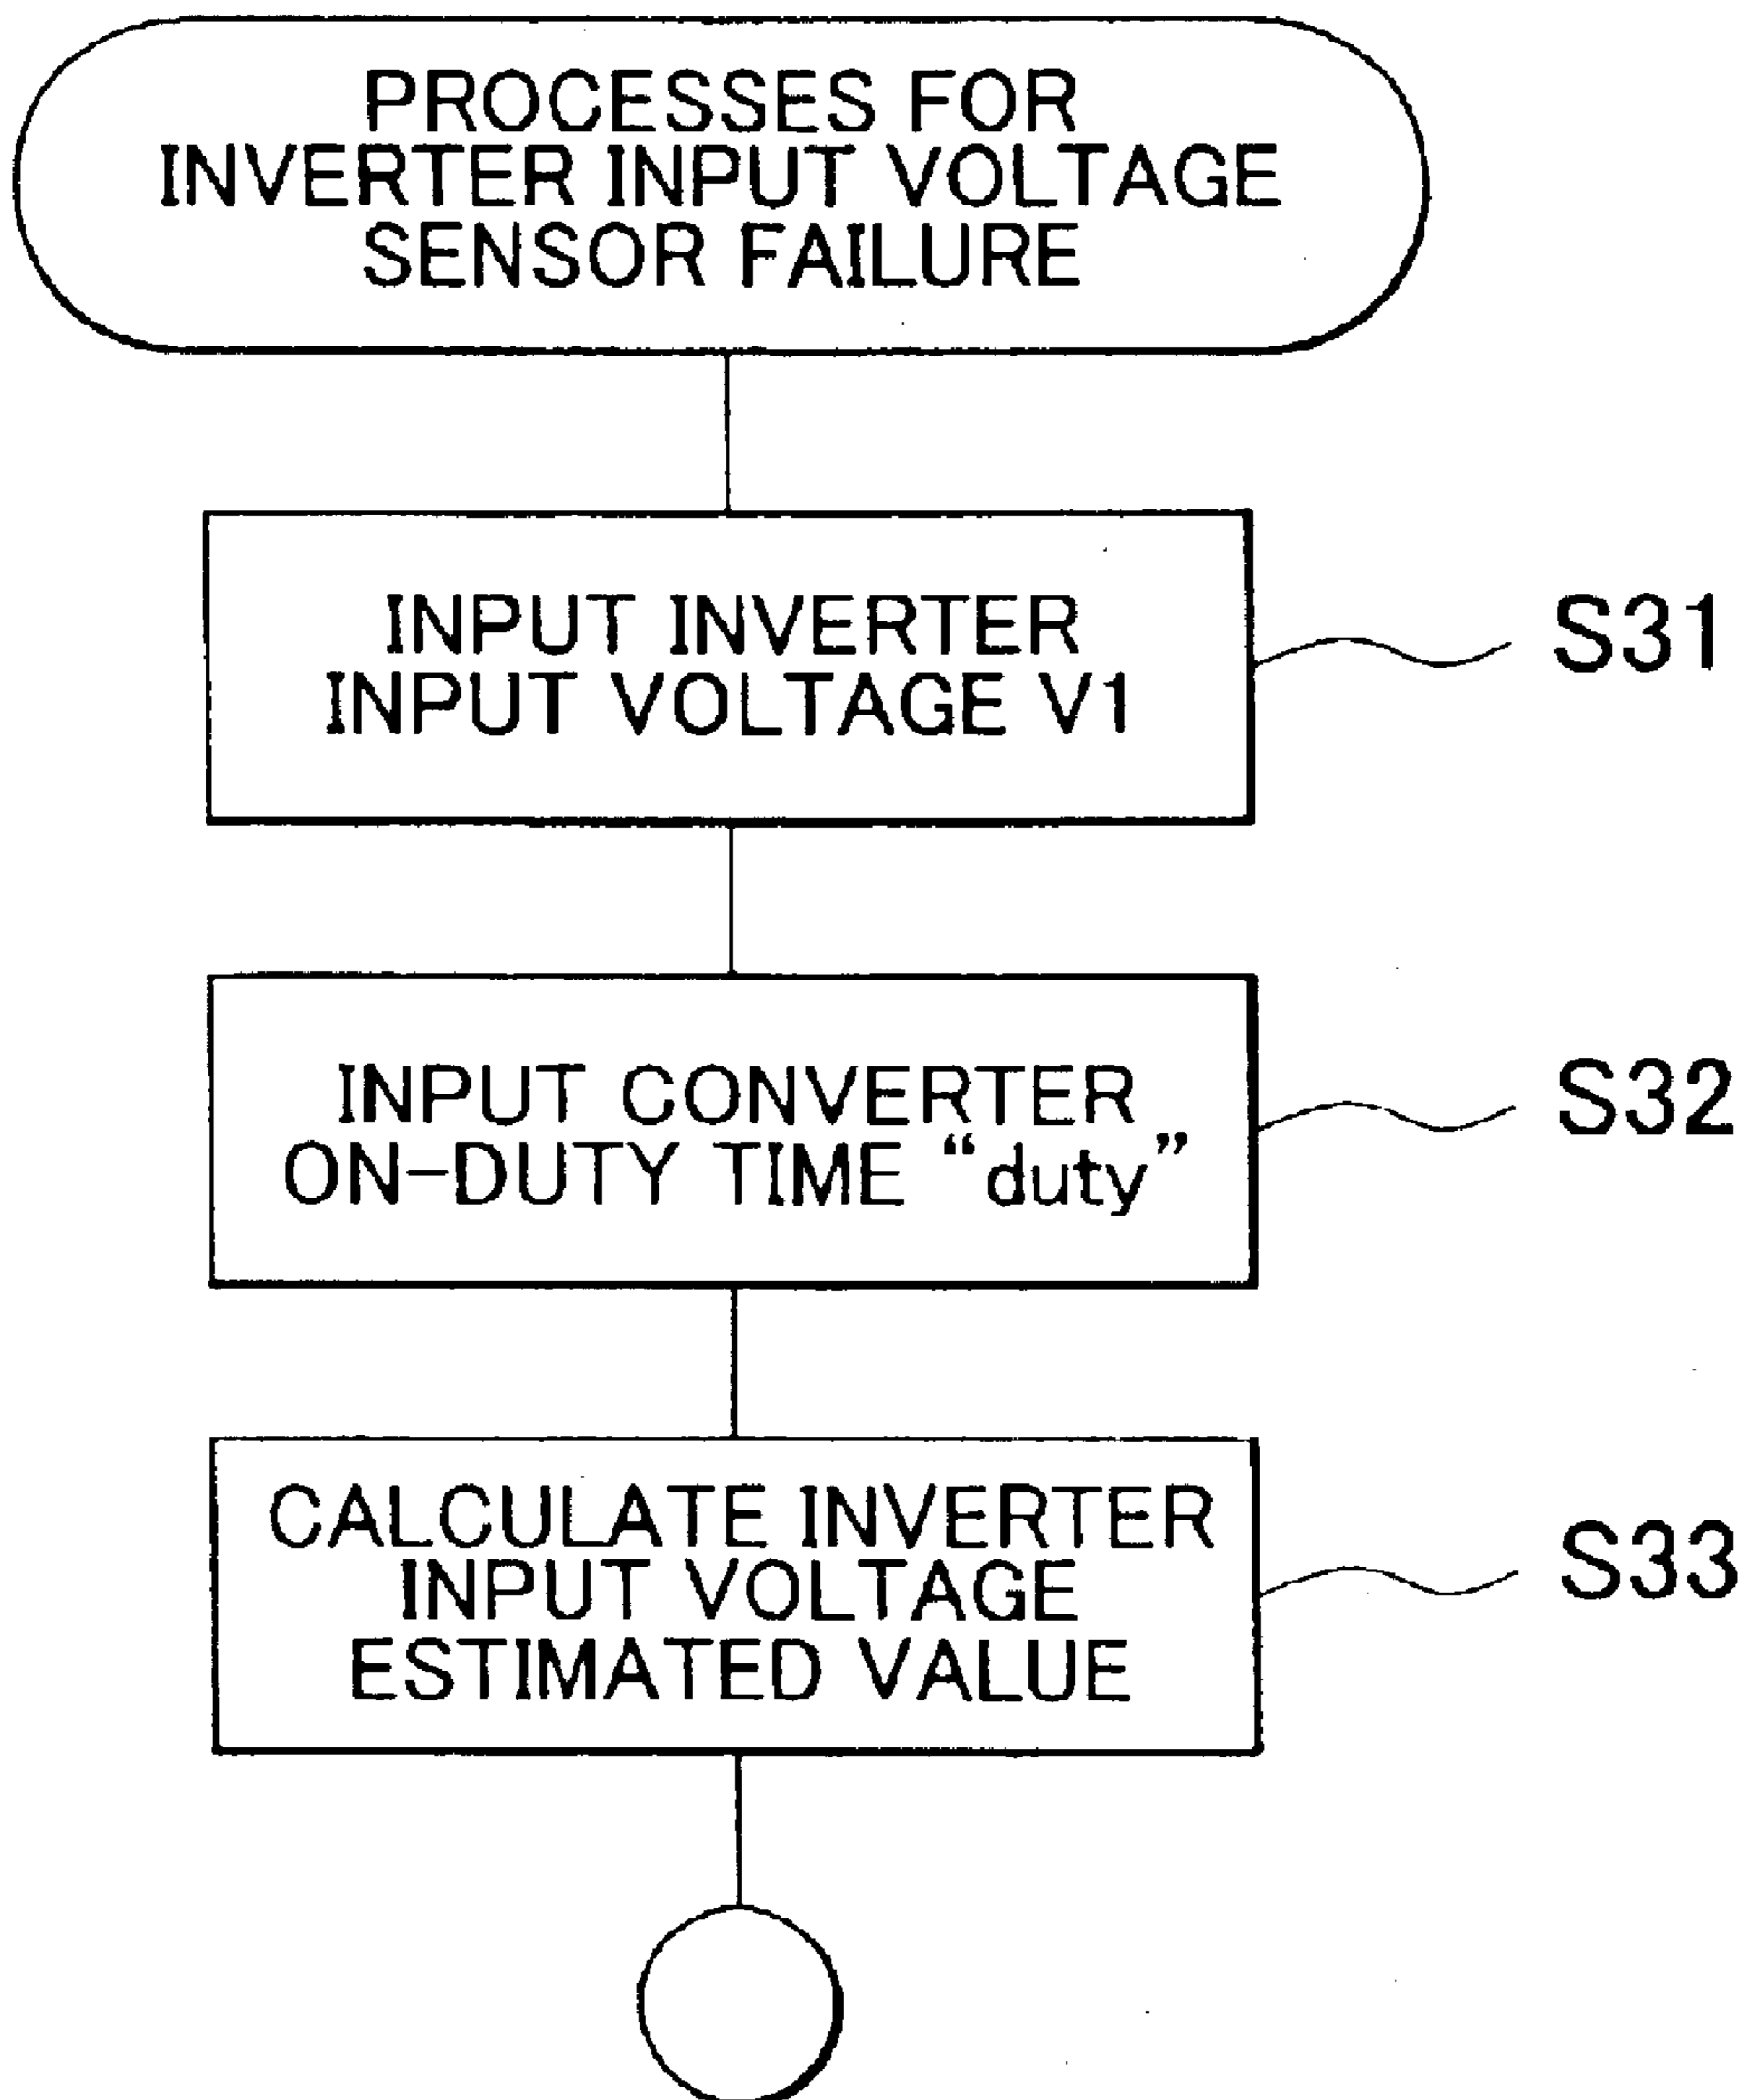 PROCESSES FOR
INVERTER INPUT VOLTAGE
SENSOR FAILURE
INPUT INVERTER
INPUT VOLTAGE V1
S31
INPUT CONVERTER
ON-DUTY TIME “duty”
S32
CALCULATE INVERTER
INPUT VOLTAGE
ESTIMATED VALUE
S33